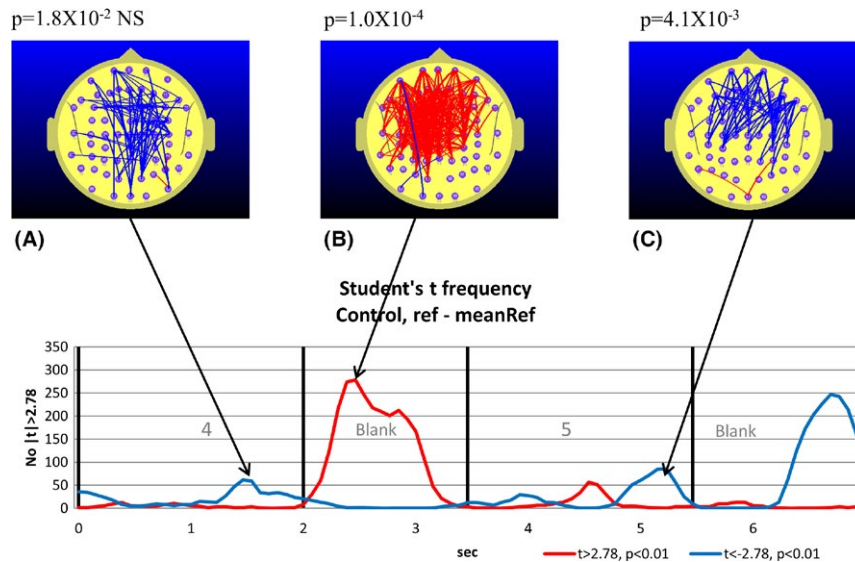 p=1.8X10-2 NS
p=1.0X10-4
p=4.1X10-3
(A)
(B)
(C)
Student's t frequency
Control, ref - meanRef
No |t|>2.78
350
300
250
200
150
100
50
0
4
Blank
5
Blank
0
1
2
3
4
5
6
sec
t>2.78, p<0.01
t<-2.78, p<0.01